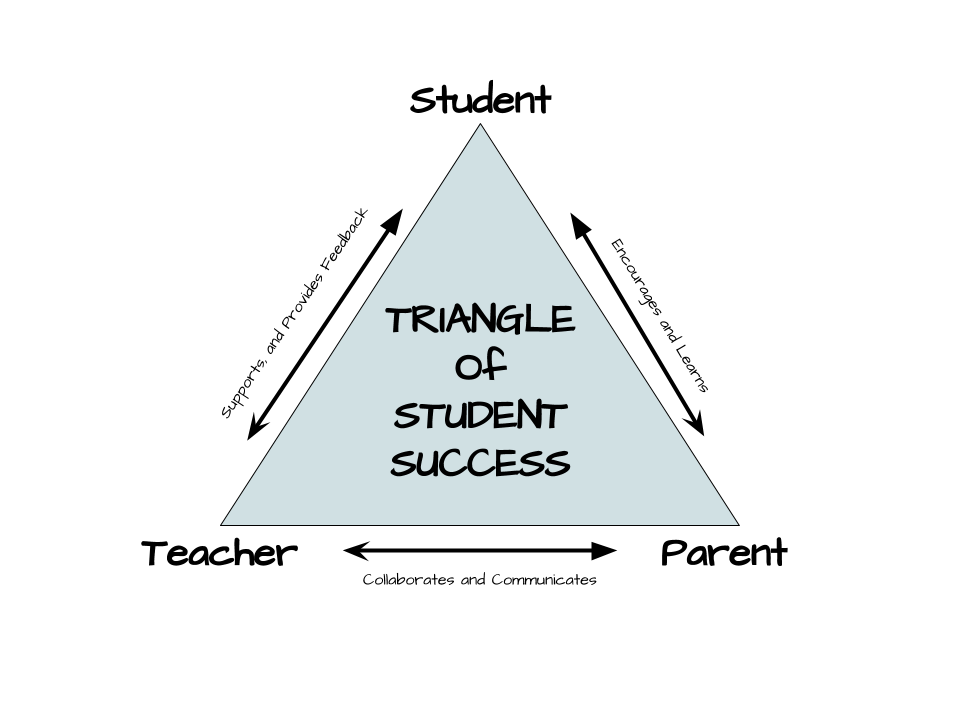 Student
Supports, and Provides Feedback
Encourages and Learns
TRIANGLE
Of
STUDENT
SUCCESS
Teacher
Parent
Collaborates and Communicates